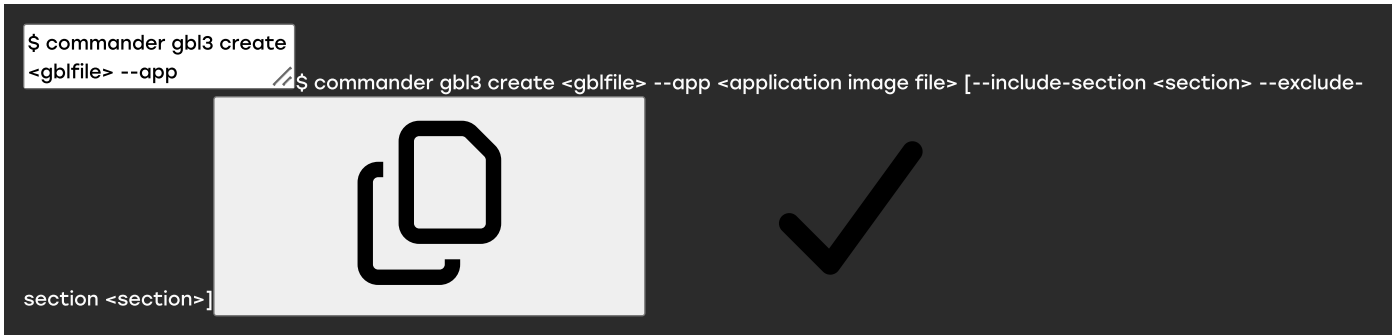 $ commander gbl3 create
<gblfile> --app
$ commander gbl3 create <gblfile> --app <application image file> [--include-section <section> --exclude-
section <section>]